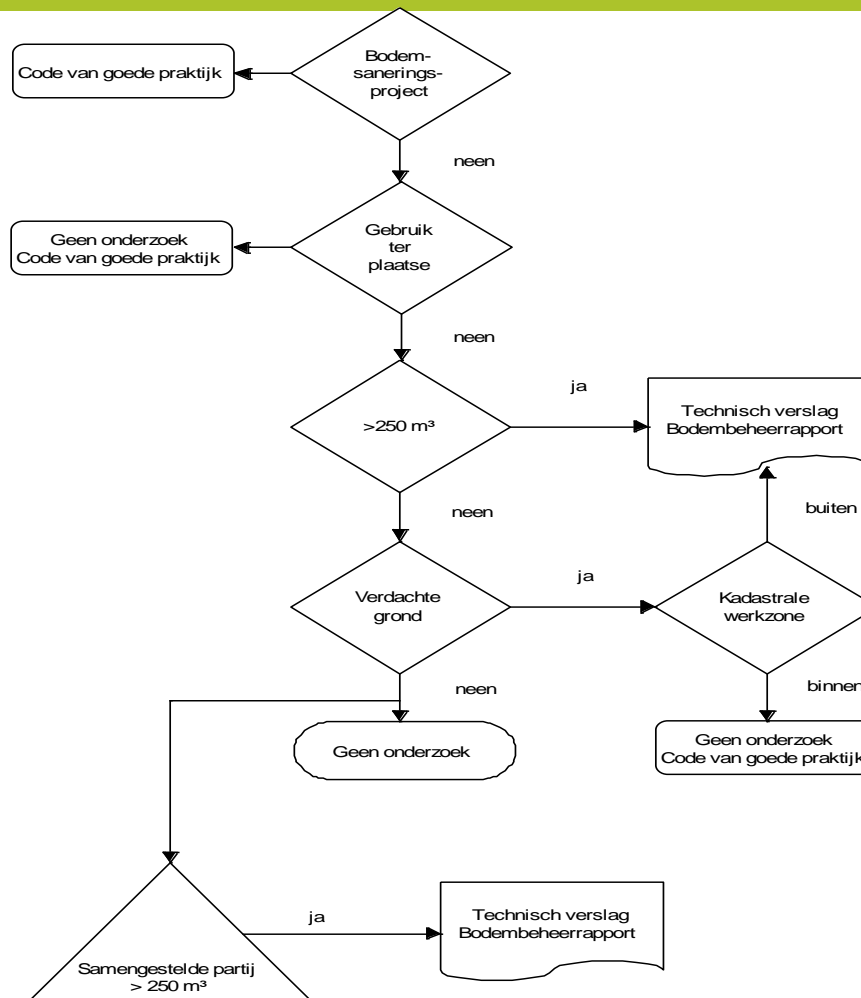 Bodem-
sanerings-
project
Code van goede praktijk
neen
Gebruik
ter
plaatse
Geen onderzoek
Code van goede praktijk
neen
>250 m³
ja
Technisch verslag
Bodembeheerrapport
neen
buiten
Verdachte
grond
ja
Kadastrale
werkzone
neen
binnen
Geen onderzoek
Geen onderzoek
Code van goede praktijk
Samengestelde partij
> 250 m³
ja
Technisch verslag
Bodembeheerrapport